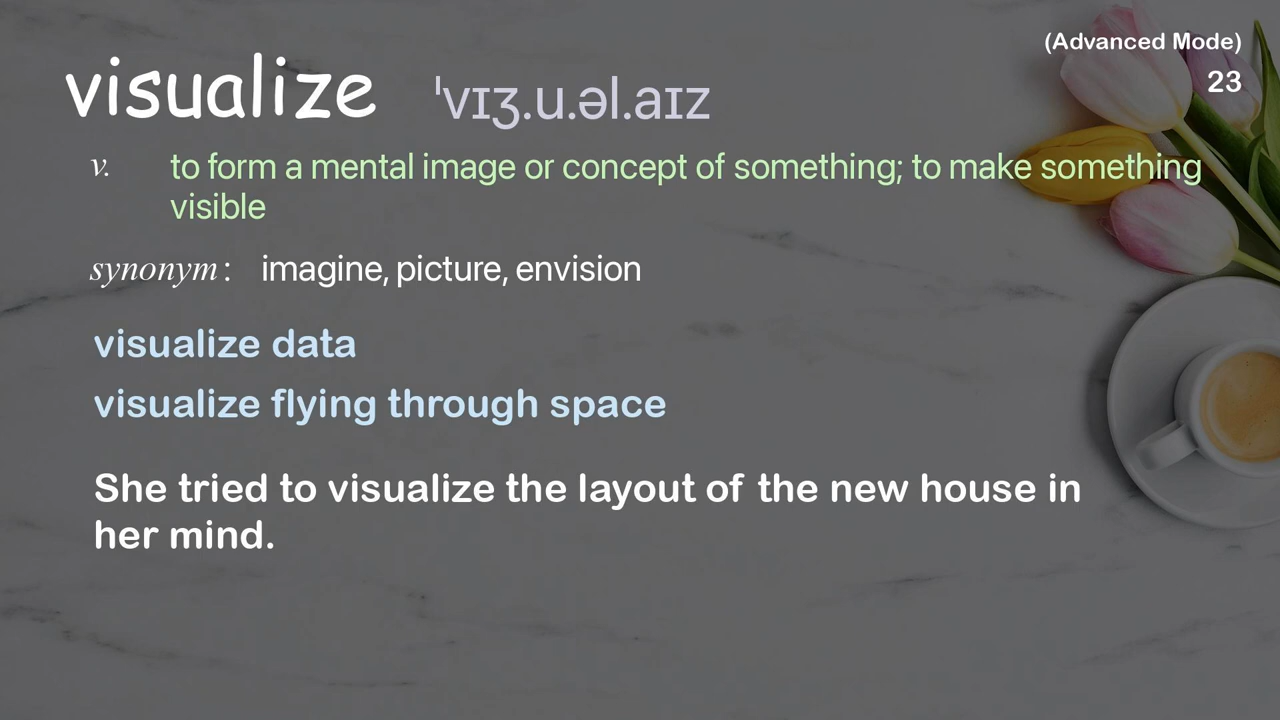 (Advanced Mode)
23
visualize ˈvɪʒ.u.əl.aɪz
v. to form a mental image or concept of something; to make something
visible
synonym: imagine, picture, envision
visualize data
visualize flying through space
She tried to visualize the layout of the new house in
her mind.